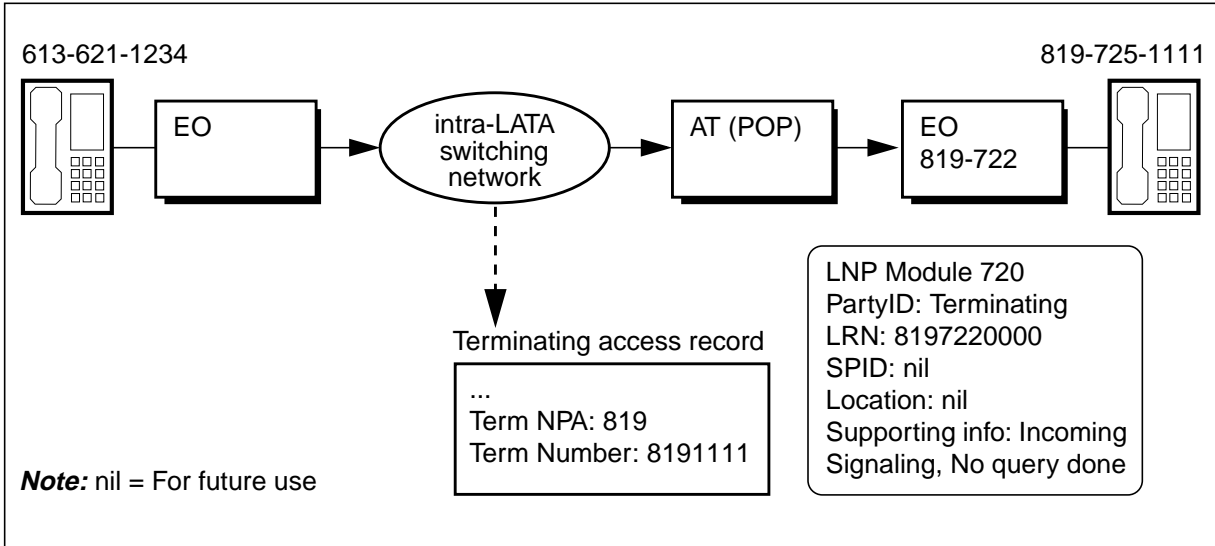 613-621-1234
819-725-1111
EO
intra-LATA
switching
network
AT (POP)
EO
819-722
LNP Module 720
PartyID: Terminating
LRN: 8197220000
SPID: nil
Location: nil
Supporting info: Incoming
Signaling, No query done
Terminating access record
...
Term NPA: 819
Term Number: 8191111
Note: nil = For future use